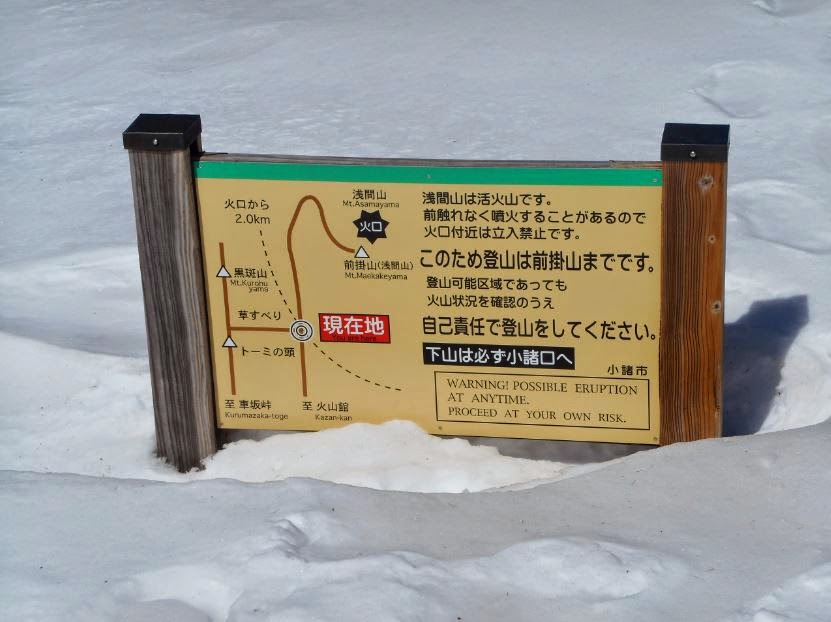 火口から
2.0km
浅間山
Mt.Asamayama
火口
前掛山(浅間山)
Mt.Maekakeyama
黒斑山
Mt.Kurohu
yama
草すべり
現在地
You are here
トーミの頭
至 車坂峠
Kurumazaka-toge
至 火山館
Kazan-kan
浅間山は活火山です。
前触れなく噴火することがあるので
火口付近は立入禁止です。
このため登山は前掛山までです。
登山可能区域であっても
火山状況を確認のうえ
自己責任で登山をしてください。
下山は必ず小諸口へ
小諸市
WARNING! POSSIBLE ERUPTION
AT ANYTIME.
PROCEED AT YOUR OWN RISK.